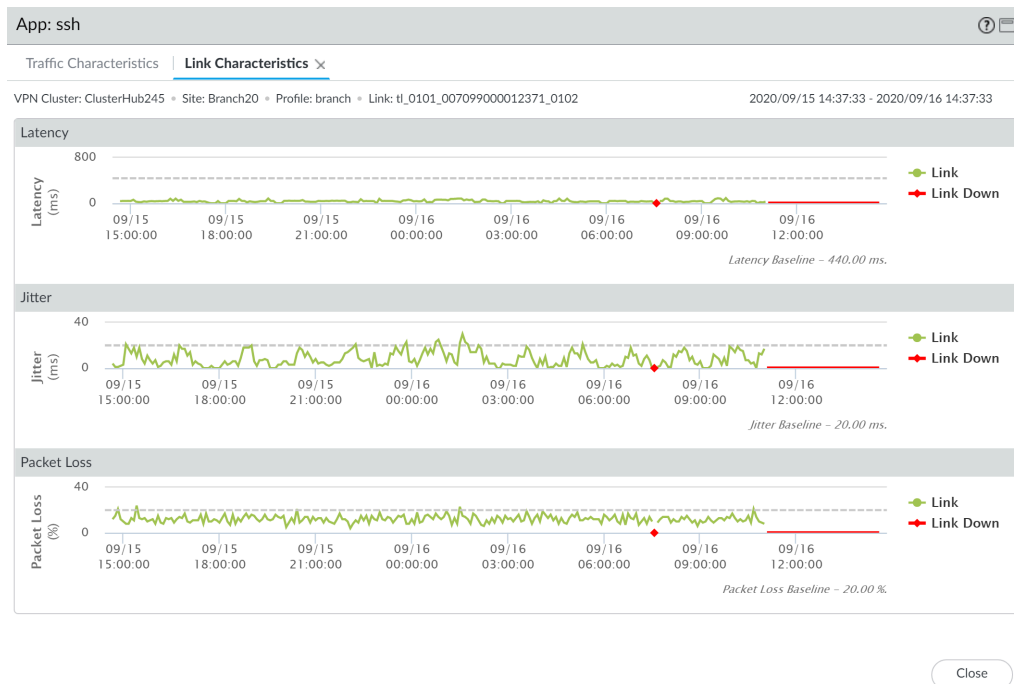 App: ssh
Traffic Characteristics Link Characteristics
VPN Cluster: ClusterHub245 • Site: Branch20 • Profile: branch • Link: tl_0101_007099000012371_0102 2020/09/15 14:37:33 - 2020/09/16 14:37:33
Latency
Latency (ms)
800
0
09/15 09/15 09/15 09/16 09/16 09/16 09/16 09/16
15:00:00 18:00:00 21:00:00 00:00:00 03:00:00 06:00:00 09:00:00 12:00:00
Link
Link Down
Latency Baseline – 440.00 ms.
Jitter
Jitter (ms)
40
0
09/15 09/15 09/15 09/16 09/16 09/16 09/16 09/16
15:00:00 18:00:00 21:00:00 00:00:00 03:00:00 06:00:00 09:00:00 12:00:00
Link
Link Down
Jitter Baseline – 20.00 ms.
Packet Loss
Packet Loss (%)
40
0
09/15 09/15 09/15 09/16 09/16 09/16 09/16 09/16
15:00:00 18:00:00 21:00:00 00:00:00 03:00:00 06:00:00 09:00:00 12:00:00
Link
Link Down
Packet Loss Baseline – 20.00 %.
Close